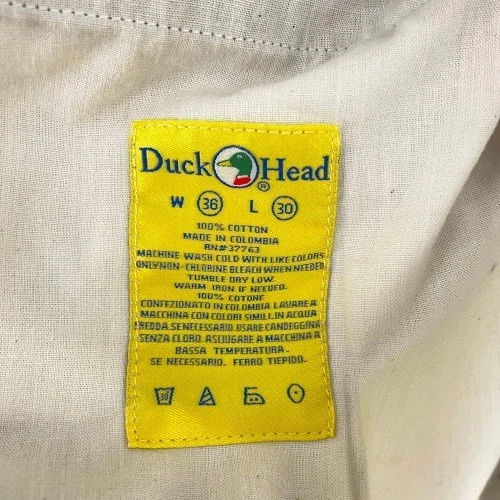 Duck Head ®
W 36 L 30
100% COTTON
MADE IN COLOMBIA
RN#37763
MACHINE WASH COLD WITH LIKE COLORS
ONLYNON-CHLORINE BLEACH WHEN NEEDED
TUMBLE DRY LOW.
WARM IRON IF NEEDED.
100% COTONE
CONFEZIONATO IN COLOMBIA. LAVARE A
MACCHINA CON COLORI SIMILI. IN ACQUA
FREDDA. SE NECESSARIO. USARE CANDEGGINA
SENZA CLORO. ASCIUGARE A MACCHINA A
BASSA TEMPERATURA.
SE NECESSARIO. FERRO TIEPIDO.
30